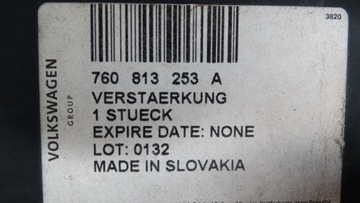 3820
VOLKSWAGEN
GROUP
760 813 253 A
VERSTAERKUNG
1 STUECK
EXPIRE DATE: NONE
LOT: 0132
MADE IN SLOVAKIA